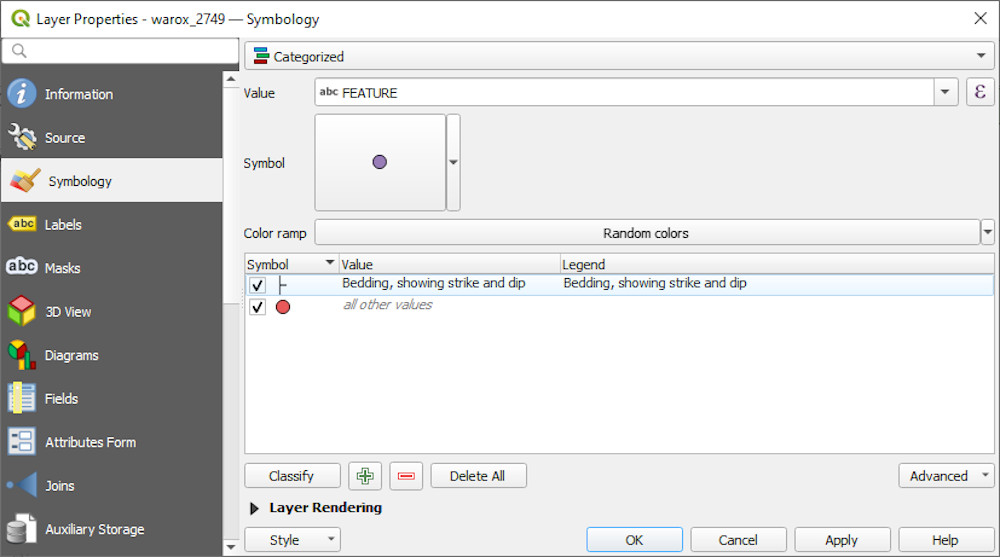 Layer Properties - warox_2749 — Symbology
Categorized
Information
Value abc FEATURE ε
Source
Symbol
Symbology
abc Labels
Color ramp Random colors
abc Masks
Symbol Value Legend
Bedding, showing strike and dip Bedding, showing strike and dip
all other values
3D View
Diagrams
Fields
Attributes Form
Joins
Classify Delete All Advanced
Layer Rendering
Auxiliary Storage
Style OK Cancel Apply Help